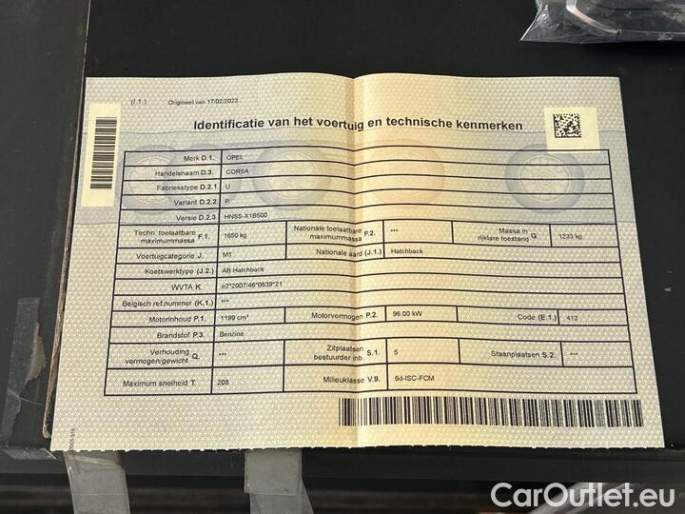 (/ 1 )
Origineel van 17/02/2023
Identificatie van het voertuig en technische kenmerken
Merk D.1. OPEL
Handelsnaam D.3. CORSA
Fabriekstype D.2.1 U
Variant D.2.2 P
Versie D.2.3 HNSS-X1B500
Techn. toelaatbare maximummassa F.1. 1650 kg Nationale toelaatbare maximummassa F.2. *** Massa in rijklare toestand G. 1233 kg
Voertuigcategorie J. M1 Nationale aard (J.1.) Hatchback
Koetswerktype (J.2.) AB Hatchback
WVTA K. e2*2007/46*0639*21
Belgisch ref.nummer (K.1.) ***
Motorinhoud P.1. 1199 cm³ Motorvermogen P.2. 96.00 kW Code (E.1.) 413
Brandstof P.3. Benzine
Verhouding vermogen/gewicht Q. *** Zitplaatsen bestuurder inb. S.1. 5 Staanplaatsen S.2. ***
Maximum snelheid T. 208 Milieuklasse V.9. 6d-ISC-FCM
CarOutlet.eu